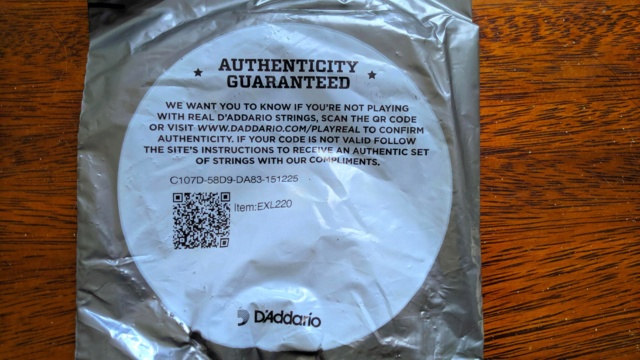 AUTHENTICITY
GUARANTEED
WE WANT YOU TO KNOW IF YOU'RE NOT PLAYING
WITH REAL D'ADDARIO STRINGS, SCAN THE QR CODE
OR VISIT WWW.DADDARIO.COM/PLAYREAL TO CONFIRM
AUTHENTICITY. IF YOUR CODE IS NOT VALID FOLLOW
THE SITE'S INSTRUCTIONS TO RECEIVE AN AUTHENTIC SET
OF STRINGS WITH OUR COMPLIMENTS.
C107D-58D9-DA83-151225
Item:EXL220
D'Addario